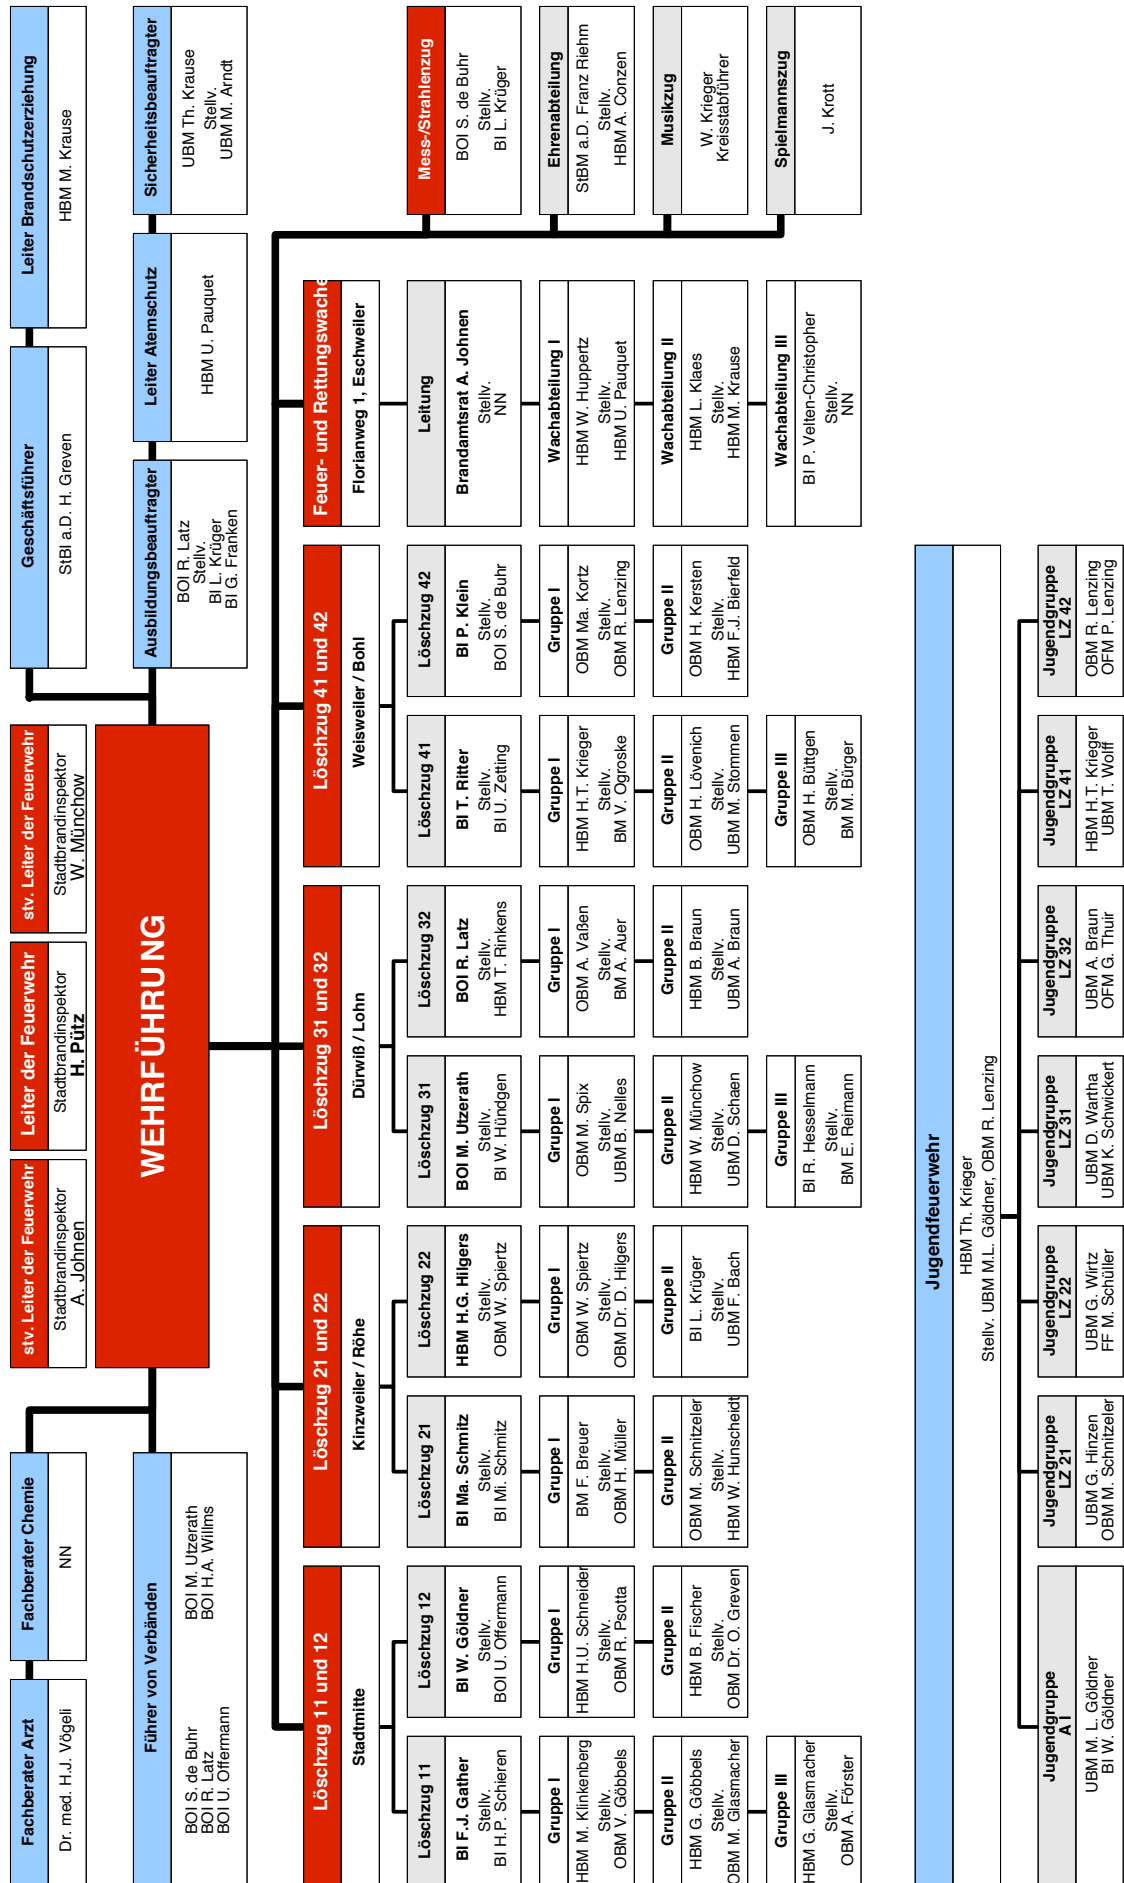 Fachberater Arzt
Dr. med. H.J. Vögeli
Fachberater Chemie
NN
stv. Leiter der Feuerwehr
Stadtbrandinspektor
A. Johnen
Leiter der Feuerwehr
Stadtbrandinspektor
H. Pütz
stv. Leiter der Feuerwehr
Stadtbrandinspektor
W. Münchow
Geschäftsführer
StBI a.D. H. Greven
Leiter Brandschutzerziehung
HBM M. Krause
WEHRFÜHRUNG
Führer von Verbänden
BOI S. de Buhr
BOI R. Latz
BOI U. Offermann
BOI M. Utzerath
BOI H.A. Willms
Ausbildungsbeauftragter
BOI R. Latz
Stellv.
BI L. Krüger
BI G. Franken
Leiter Atemschutz
HBM U. Pauquet
Sicherheitsbeauftragter
UBM Th. Krause
Stellv.
UBM M. Arndt
Löschzug 11 und 12
Stadtmitte
Löschzug 11
BI F.J. Gather
Stellv.
BI H.P. Schieren
Gruppe I
HBM M. Klinkenberg
Stellv.
OBM V. Göbbels
Gruppe II
HBM G. Göbbels
Stellv.
OBM M. Glasmacher
Gruppe III
HBM G. Glasmacher
Stellv.
OBM A. Förster
Löschzug 12
BI W. Göldner
Stellv.
BOI U. Offermann
Gruppe I
HBM H.U. Schneider
Stellv.
OBM R. Psotta
Gruppe II
HBM B. Fischer
Stellv.
OBM Dr. O. Greven
Löschzug 21 und 22
Kinzweiler / Röhe
Löschzug 21
BI Ma. Schmitz
Stellv.
BI Mi. Schmitz
Gruppe I
BM F. Breuer
Stellv.
OBM H. Müller
Gruppe II
OBM M. Schnitzeler
Stellv.
HBM W. Hunscheidt
Löschzug 22
HBM H.G. Hilgers
Stellv.
OBM W. Spiertz
Gruppe I
OBM W. Spiertz
Stellv.
OBM Dr. D. Hilgers
Gruppe II
BI L. Krüger
Stellv.
UBM F. Bach
Löschzug 31 und 32
Dürwiß / Lohn
Löschzug 31
BOI M. Utzerath
Stellv.
BI W. Hündgen
Gruppe I
OBM M. Spix
Stellv.
UBM B. Nelles
Gruppe II
HBM W. Münchow
Stellv.
UBM D. Schaen
Gruppe III
BI R. Hesselmann
Stellv.
BM E. Reimann
Löschzug 32
BOI R. Latz
Stellv.
HBM T. Rinkens
Gruppe I
OBM A. Vaßen
Stellv.
BM A. Auer
Gruppe II
HBM B. Braun
Stellv.
UBM A. Braun
Löschzug 41 und 42
Weisweiler / Bohl
Löschzug 41
BI T. Ritter
Stellv.
BI U. Zetting
Gruppe I
HBM H.T. Krieger
Stellv.
BM V. Ogroske
Gruppe II
OBM H. Lövenich
Stellv.
UBM M. Stommen
Gruppe III
OBM H. Büttgen
Stellv.
BM M. Bürger
Löschzug 42
BI P. Klein
Stellv.
BOI S. de Buhr
Gruppe I
OBM Ma. Kortz
Stellv.
OBM R. Lenzing
Gruppe II
OBM H. Kersten
Stellv.
HBM F.J. Bierfeld
Feuer- und Rettungswache
Florianweg 1, Eschweiler
Leitung
Brandamtsrat A. Johnen
Stellv.
NN
Wachabteilung I
HBM W. Huppertz
Stellv.
HBM U. Pauquet
Wachabteilung II
HBM L. Klaes
Stellv.
HBM M. Krause
Wachabteilung III
BI P. Velten-Christopher
Stellv.
NN
Mess-/Strahlenzug
BOI S. de Buhr
Stellv.
BI L. Krüger
Ehrenabteilung
StBM a.D. Franz Riehm
Stellv.
HBM A. Conzen
Musikzug
W. Krieger
Kreisstabführer
Spielmannszug
J. Krott
Jugendfeuerwehr
HBM Th. Krieger
Stellv. UBM M.L. Göldner, OBM R. Lenzing
Jugendgruppe
A I
UBM M. L. Göldner
BI W. Göldner
Jugendgruppe
LZ 21
UBM G. Hinzen
OBM M. Schnitzeler
Jugendgruppe
LZ 22
UBM G. Wirtz
FF M. Schüller
Jugendgruppe
LZ 31
UBM D. Wartha
UBM K. Schwickert
Jugendgruppe
LZ 32
UBM A. Braun
OFM G. Thuir
Jugendgruppe
LZ 41
HBM H.T. Krieger
UBM T. Wolff
Jugendgruppe
LZ 42
OBM R. Lenzing
OFM P. Lenzing